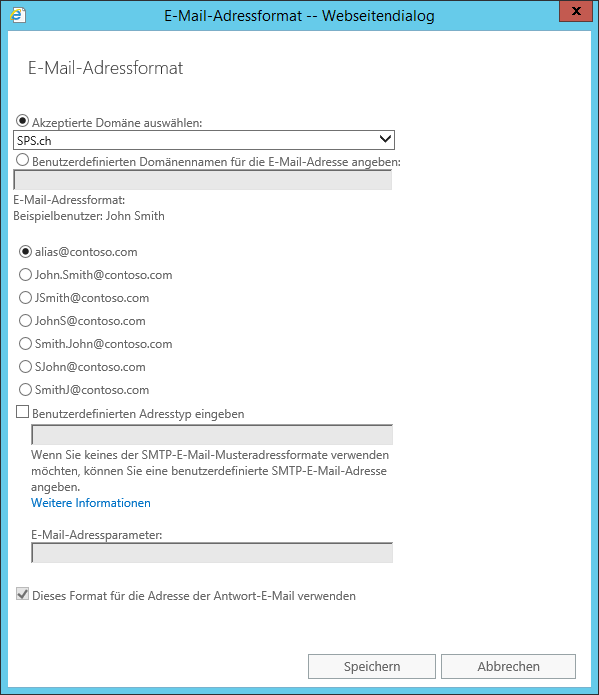 E-Mail-Adressformat -- Webseitendialog
x
E-Mail-Adressformat
Akzeptierte Domäne auswählen:
SPS.ch
Benutzerdefinierten Domänennamen für die E-Mail-Adresse angeben:
E-Mail-Adressformat:
Beispielbenutzer: John Smith
alias@contoso.com
John.Smith@contoso.com
JSmith@contoso.com
JohnS@contoso.com
Smith.John@contoso.com
SJohn@contoso.com
SmithJ@contoso.com
Benutzerdefinierten Adresstyp eingeben
Wenn Sie keines der SMTP-E-Mail-Musteradressformate verwenden
möchten, können Sie eine benutzerdefinierte SMTP-E-Mail-Adresse
angeben.
Weitere Informationen
E-Mail-Adressparameter:
Dieses Format für die Adresse der Antwort-E-Mail verwenden
Speichern
Abbrechen